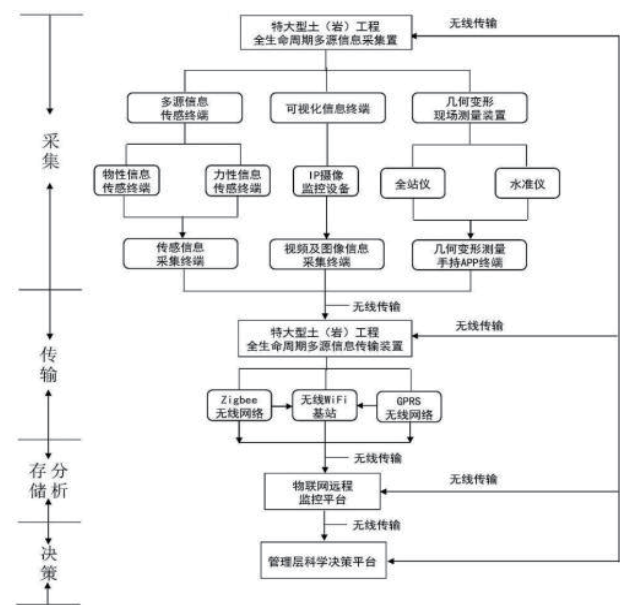 特大型土（岩）工程
全生命周期多源信息采集置
无线传输
多源信息
传感终端
可视化信息终端
几何变形
现场测量装置
采集
物性信息
传感终端
力性信息
传感终端
IP摄像
监控设备
全站仪
水准仪
传感信息
采集终端
视频及图像信息
采集终端
几何变形测量
手持APP终端
无线传输
特大型土（岩）工程
全生命周期多源信息传输装置
无线传输
传输
Zigbee
无线网络
无线WiFi
基站
GPRS
无线网络
无线传输
存储
分析
物联网远程
监控平台
无线传输
无线传输
决策
管理层科学决策平台